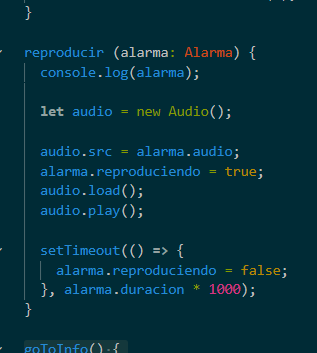 }
reproducir (alarma: Alarma) {
console.log(alarma);
let audio = new Audio();
audio.src = alarma.audio;
alarma.reproduciendo = true;
audio.load();
audio.play();
setTimeout(() => {
alarma.reproduciendo = false;
}, alarma.duracion * 1000);
}
goToInfo() {